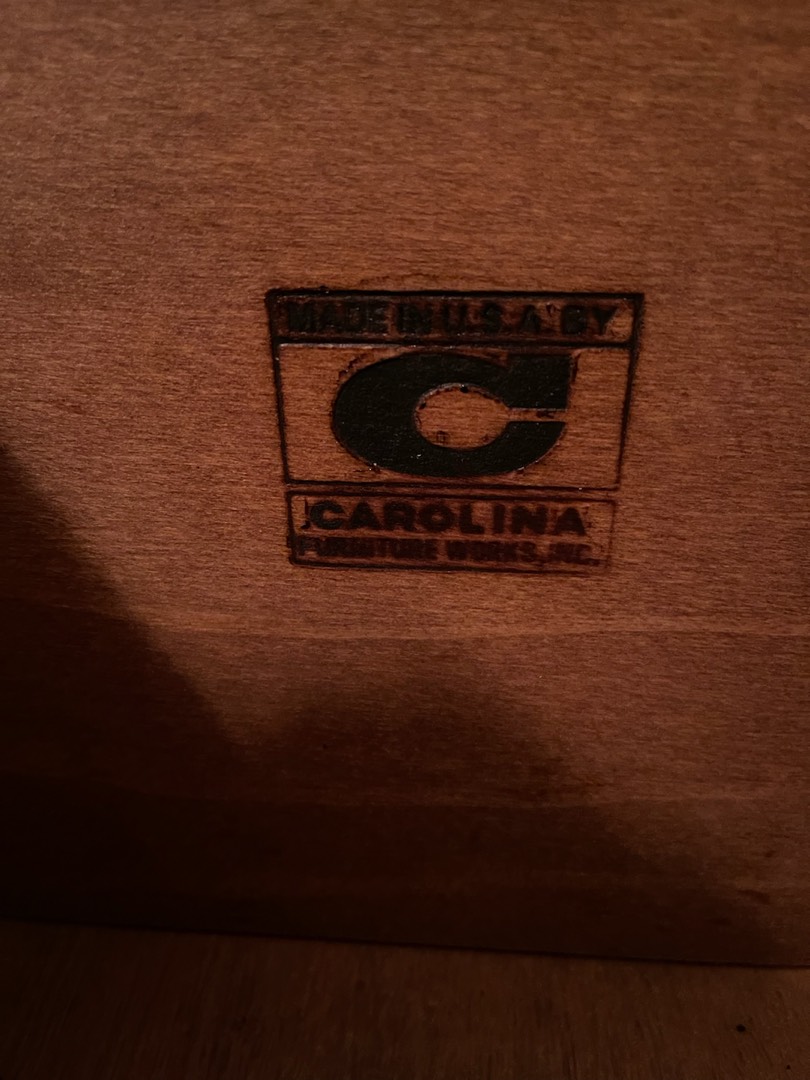 MADE IN U.S.A. BY
C
CAROLINA
FURNITURE WORKS, INC.